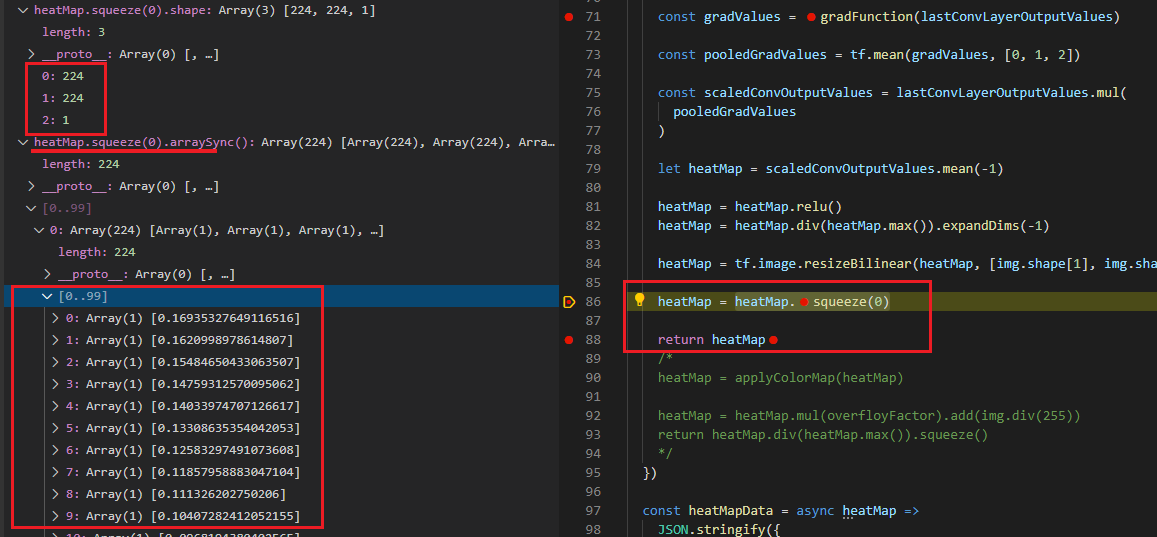 heatMap.squeeze(0).shape: Array(3) [224, 224, 1]
length: 3
__proto__: Array(0) [, …]
0: 224
1: 224
2: 1
heatMap.squeeze(0).arraySync(): Array(224) [Array(224), Array(224), Arra…
length: 224
__proto__: Array(0) [, …]
[0..99]
0: Array(224) [Array(1), Array(1), Array(1), …]
length: 224
__proto__: Array(0) [, …]
[0..99]
0: Array(1) [0.16935327649116516]
1: Array(1) [0.1620998978614807]
2: Array(1) [0.15484650433063507]
3: Array(1) [0.14759312570095062]
4: Array(1) [0.14033974707126617]
5: Array(1) [0.13308635354042053]
6: Array(1) [0.12583297491073608]
7: Array(1) [0.11857958883047104]
8: Array(1) [0.111326202750206]
9: Array(1) [0.10407282412052155]
71 const gradValues = gradFunction(lastConvLayerOutputValues)
72
73 const pooledGradValues = tf.mean(gradValues, [0, 1, 2])
74
75 const scaledConvOutputValues = lastConvLayerOutputValues.mul(
76 pooledGradValues
77 )
78
79 let heatMap = scaledConvOutputValues.mean(-1)
80
81 heatMap = heatMap.relu()
82 heatMap = heatMap.div(heatMap.max()).expandDims(-1)
83
84 heatMap = tf.image.resizeBilinear(heatMap, [img.shape[1], img.sha
85
86 heatMap = heatMap.squeeze(0)
87
88 return heatMap
89 /*
90 heatMap = applyColorMap(heatMap)
91
92 heatMap = heatMap.mul(overfloyFactor).add(img.div(255))
93 return heatMap.div(heatMap.max()).squeeze()
94 */
95 })
96
97 const heatMapData = async heatMap =>
98 JSON.stringify({